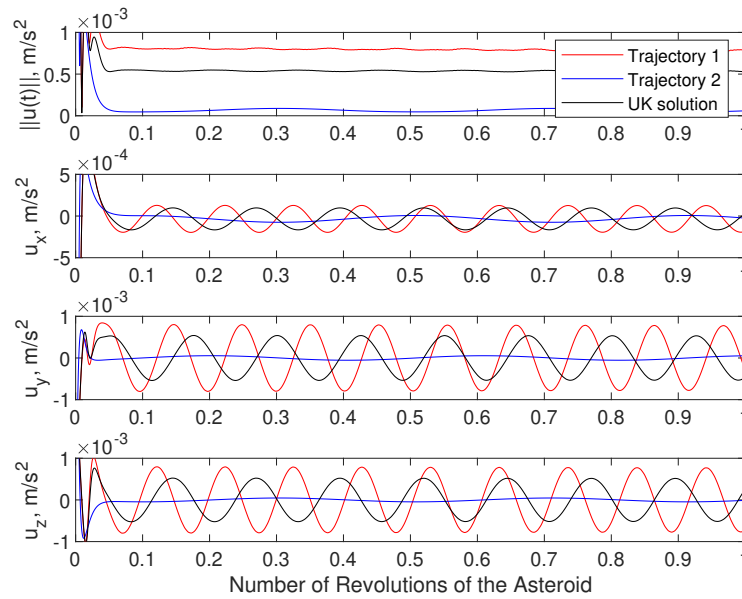 ×10⁻³
1
0.5
0
||u(t)||, m/s²
Trajectory 1
Trajectory 2
UK solution
0 0.1 0.2 0.3 0.4 0.5 0.6 0.7 0.8 0.9 1
×10⁻⁴
5
0
-5
uₓ, m/s²
0 0.1 0.2 0.3 0.4 0.5 0.6 0.7 0.8 0.9 1
×10⁻³
1
0
-1
u_y, m/s²
0 0.1 0.2 0.3 0.4 0.5 0.6 0.7 0.8 0.9 1
×10⁻³
1
0
-1
u_z, m/s²
0 0.1 0.2 0.3 0.4 0.5 0.6 0.7 0.8 0.9 1
Number of Revolutions of the Asteroid